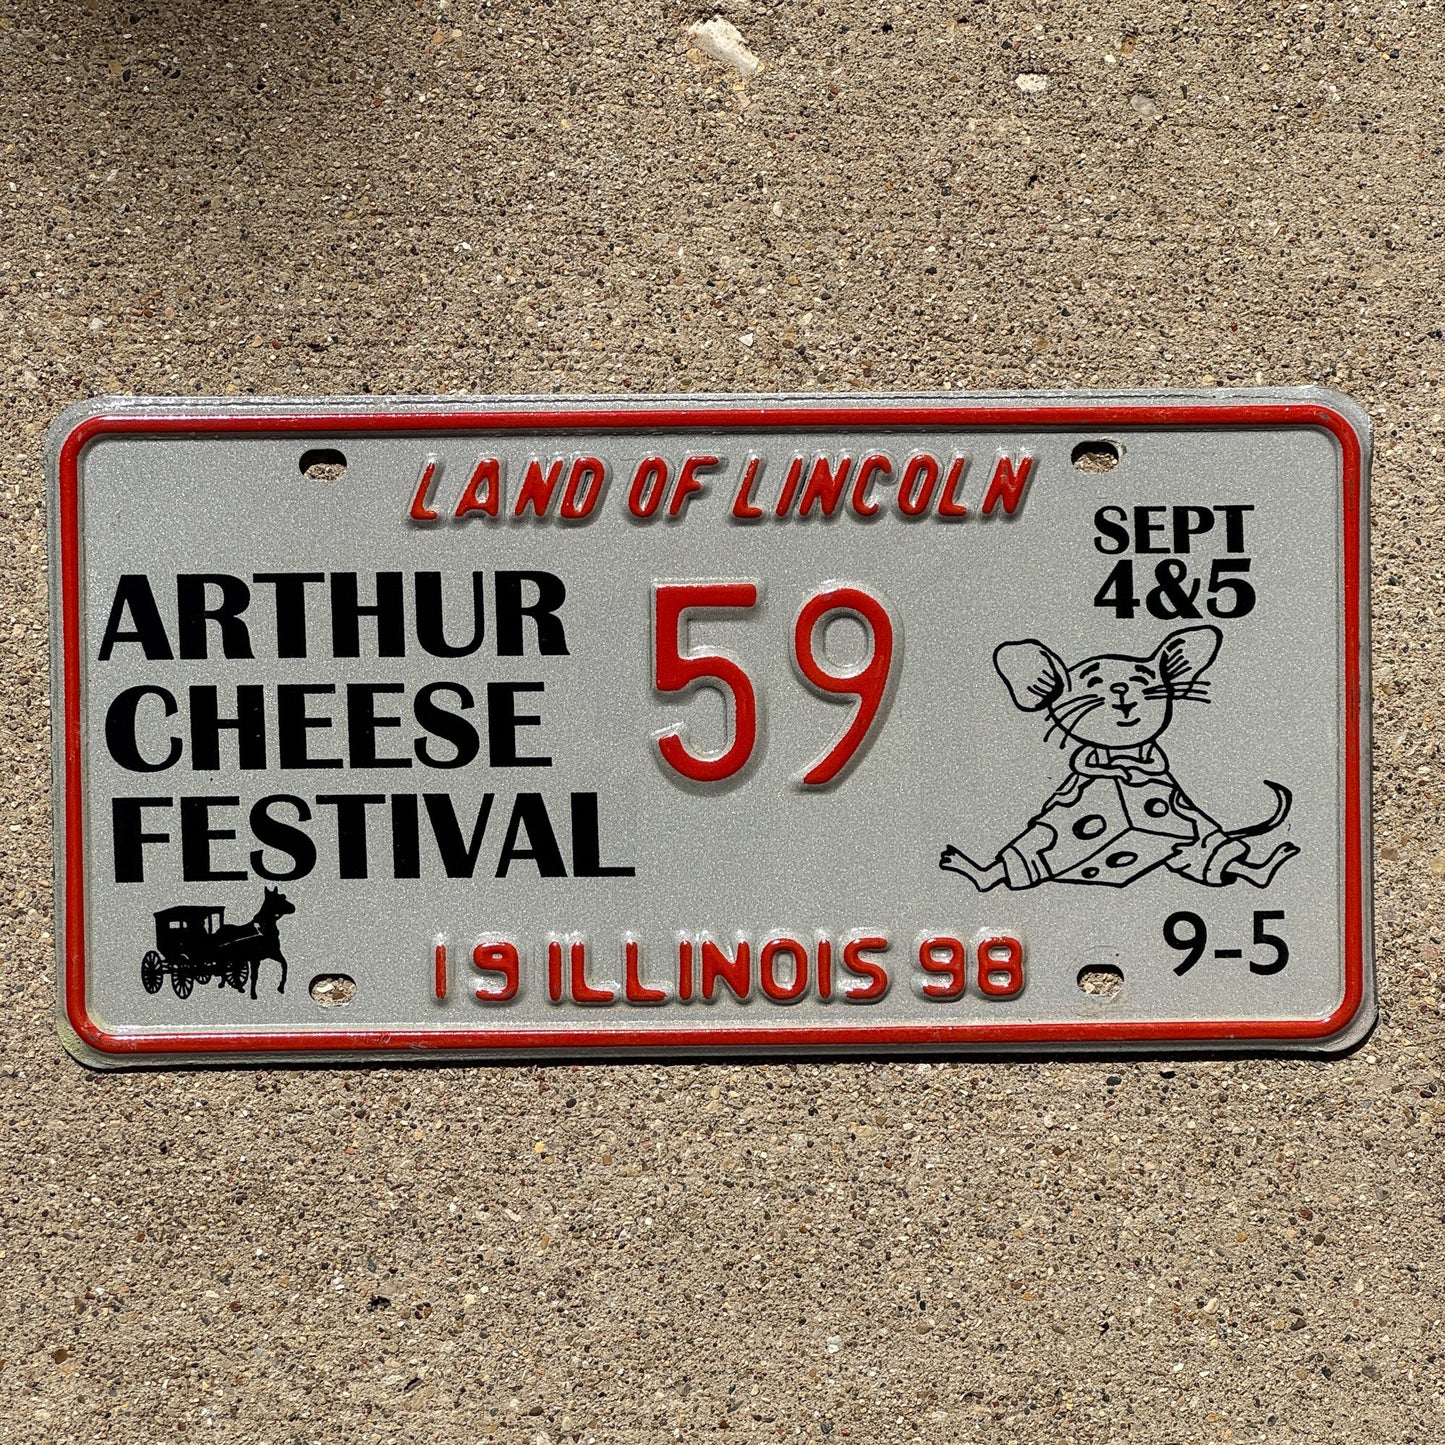 LAND OF LINCOLN
SEPT
4&5
ARTHUR
CHEESE
FESTIVAL
59
19 ILLINOIS 98
9-5